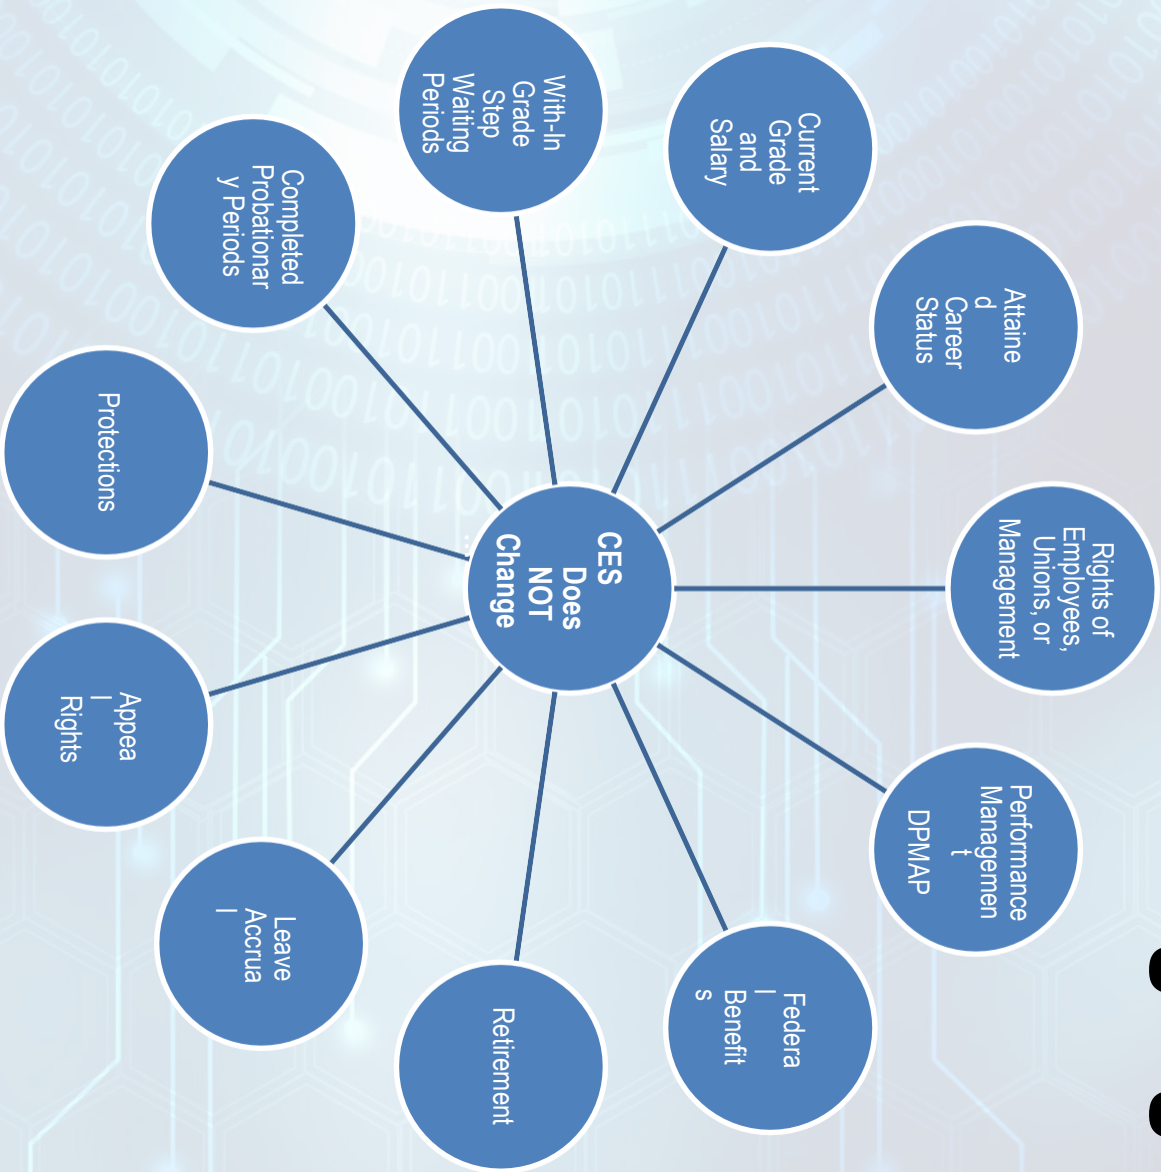 CES
Does
NOT
Change
…
Rights of
Employees,
Unions, or
Management
Performance
Managemen
t
DPMAP
Federa
l
Benefit
s
Retirement
Leave
Accrua
l
Appea
l
Rights
Protections
Completed
Probationar
y Periods
With-In
Grade
Step
Waiting
Periods
Current
Grade
and
Salary
Attaine
d
Career
Status